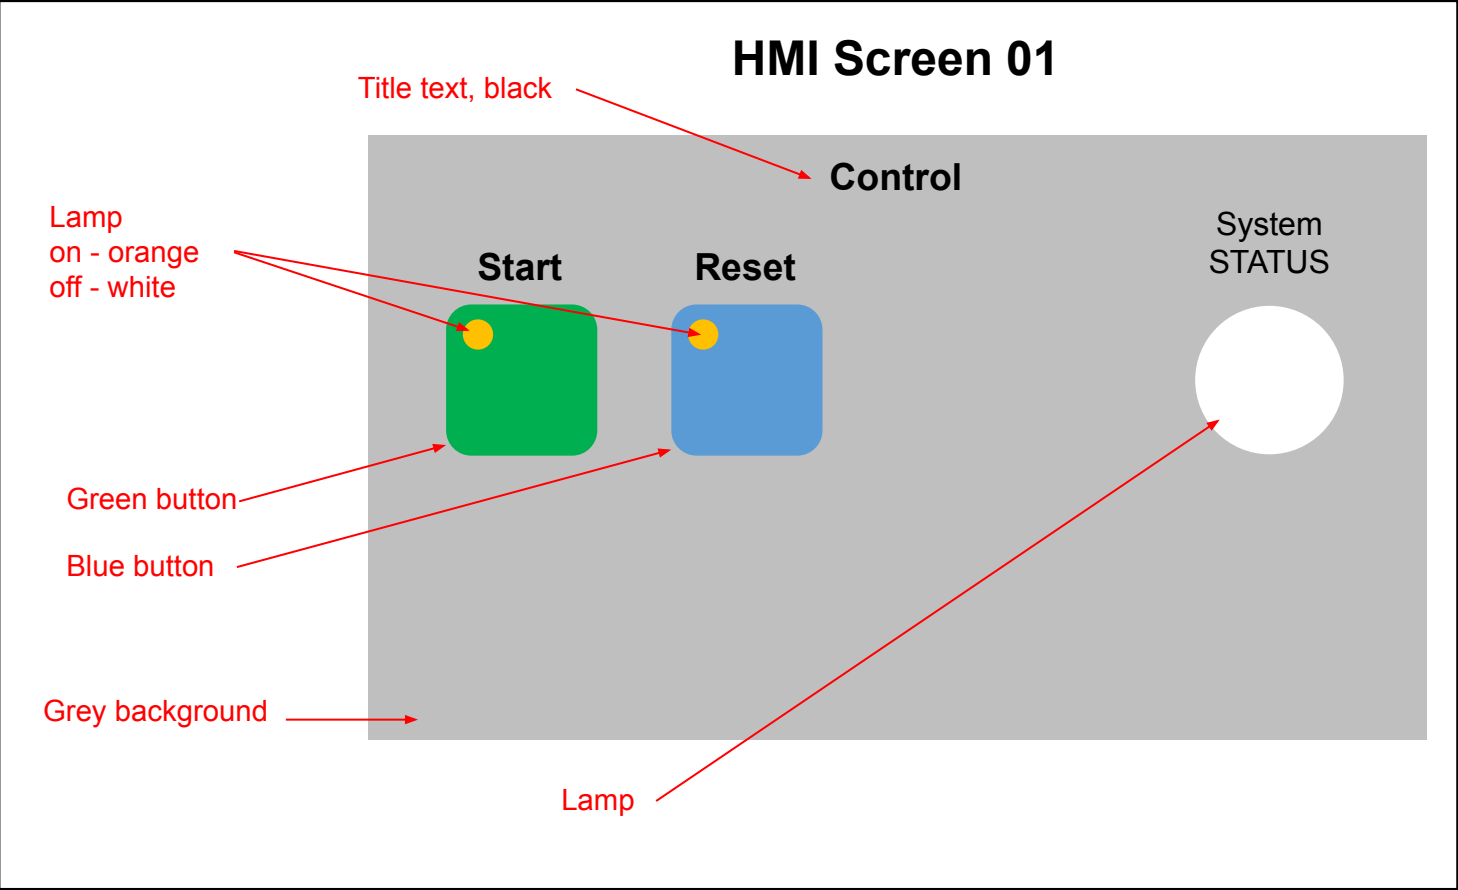 HMI Screen 01
Title text, black
Control
Lamp
on - orange
off - white
System
STATUS
Start
Reset
Green button
Blue button
Grey background
Lamp